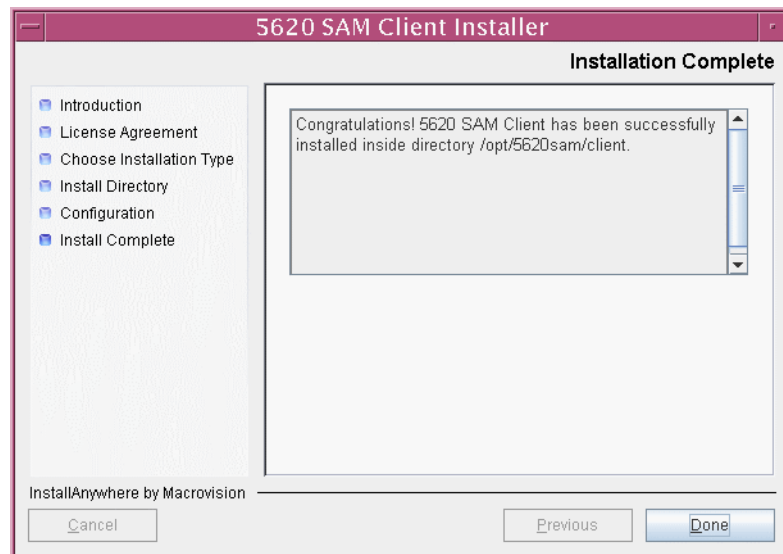 5620 SAM Client Installer
Installation Complete
Introduction
License Agreement
Choose Installation Type
Install Directory
Configuration
Install Complete
Congratulations! 5620 SAM Client has been successfully
installed inside directory /opt/5620sam/client.
InstallAnywhere by Macrovision
Cancel
Previous
Done